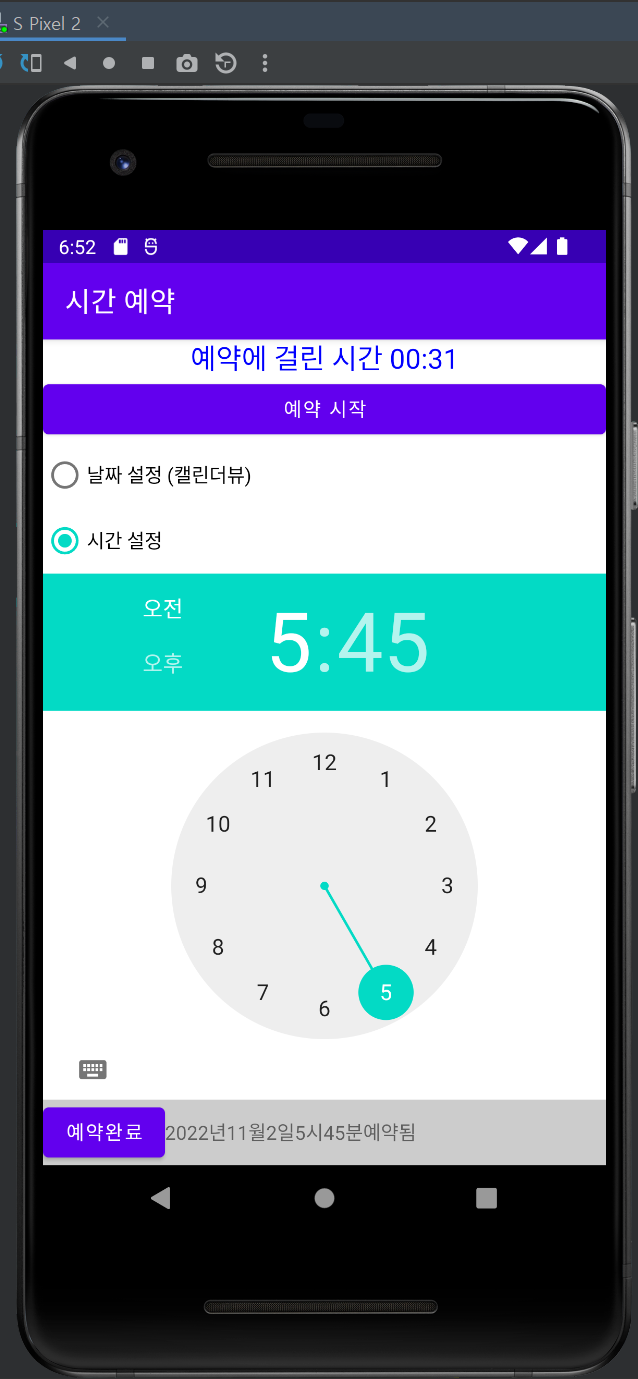 S Pixel 2
6:52
시간 예약
예약에 걸린 시간 00:31
예약 시작
날짜 설정 (캘린더뷰)
시간 설정
오전
오후
5:45
12
11
1
10
2
9
3
8
4
7
5
6
예약완료
2022년11월2일5시45분예약됨